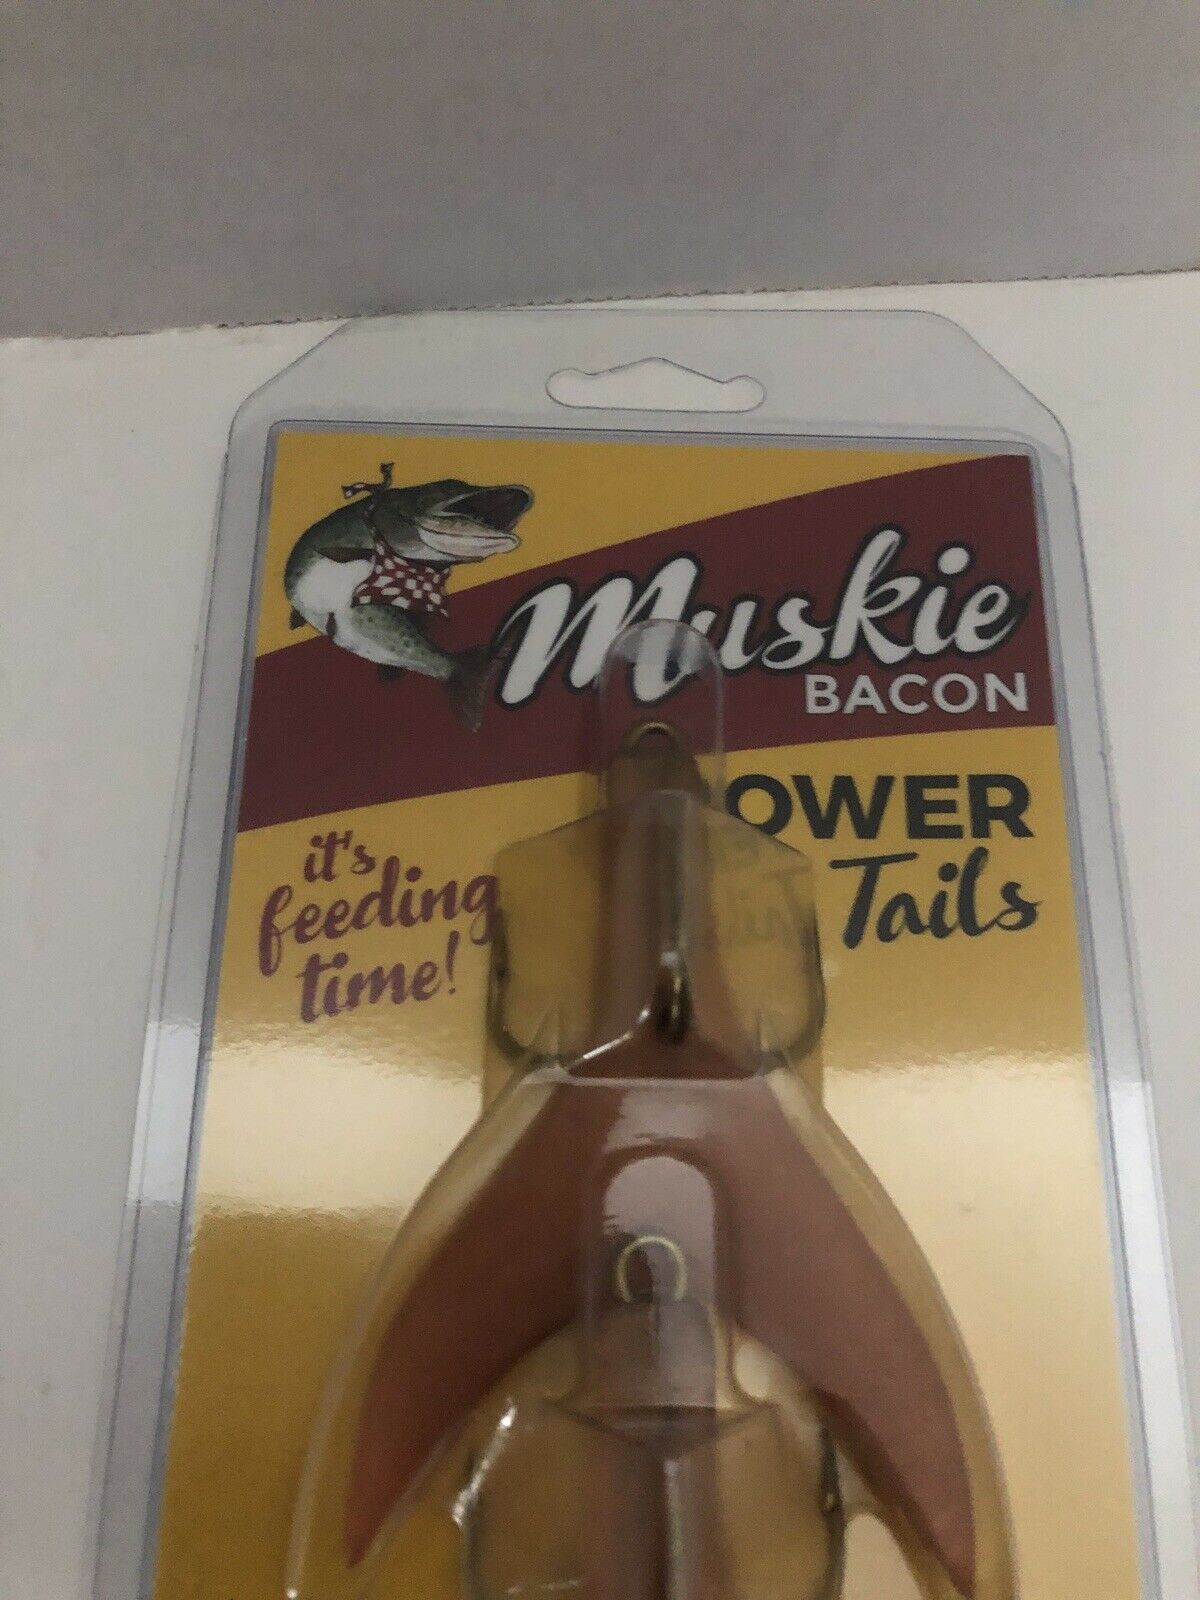 Muskie
BACON
OWER
Tails
it's
feeding
time!